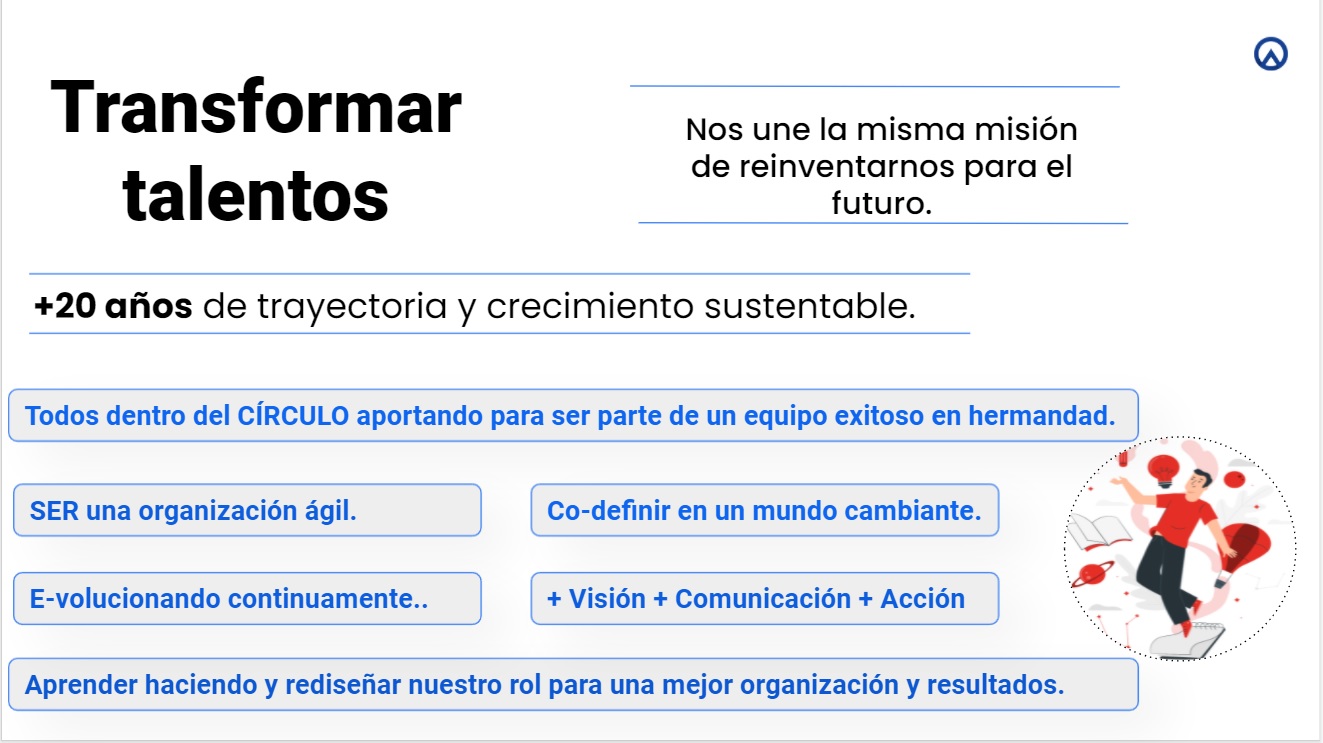 Transformar
talentos
Nos une la misma misión
de reinventarnos para el
futuro.
+20 años de trayectoria y crecimiento sustentable.
Todos dentro del CÍRCULO aportando para ser parte de un equipo exitoso en hermandad.
SER una organización ágil.
Co-definir en un mundo cambiante.
E-volucionando continuamente..
+ Visión + Comunicación + Acción
Aprender haciendo y rediseñar nuestro rol para una mejor organización y resultados.